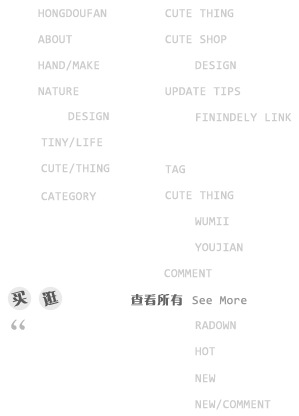 HONGDOUFAN CUTE THING
ABOUT CUTE SHOP
HAND/MAKE DESIGN
NATURE UPDATE TIPS
DESIGN FININDELY LINK
TINY/LIFE
CUTE/THING TAG
CATEGORY CUTE THING
WUMII
YOUJIAN
COMMENT
买 逛 查看所有 See More
“ RADOWN
HOT
NEW
NEW/COMMENT